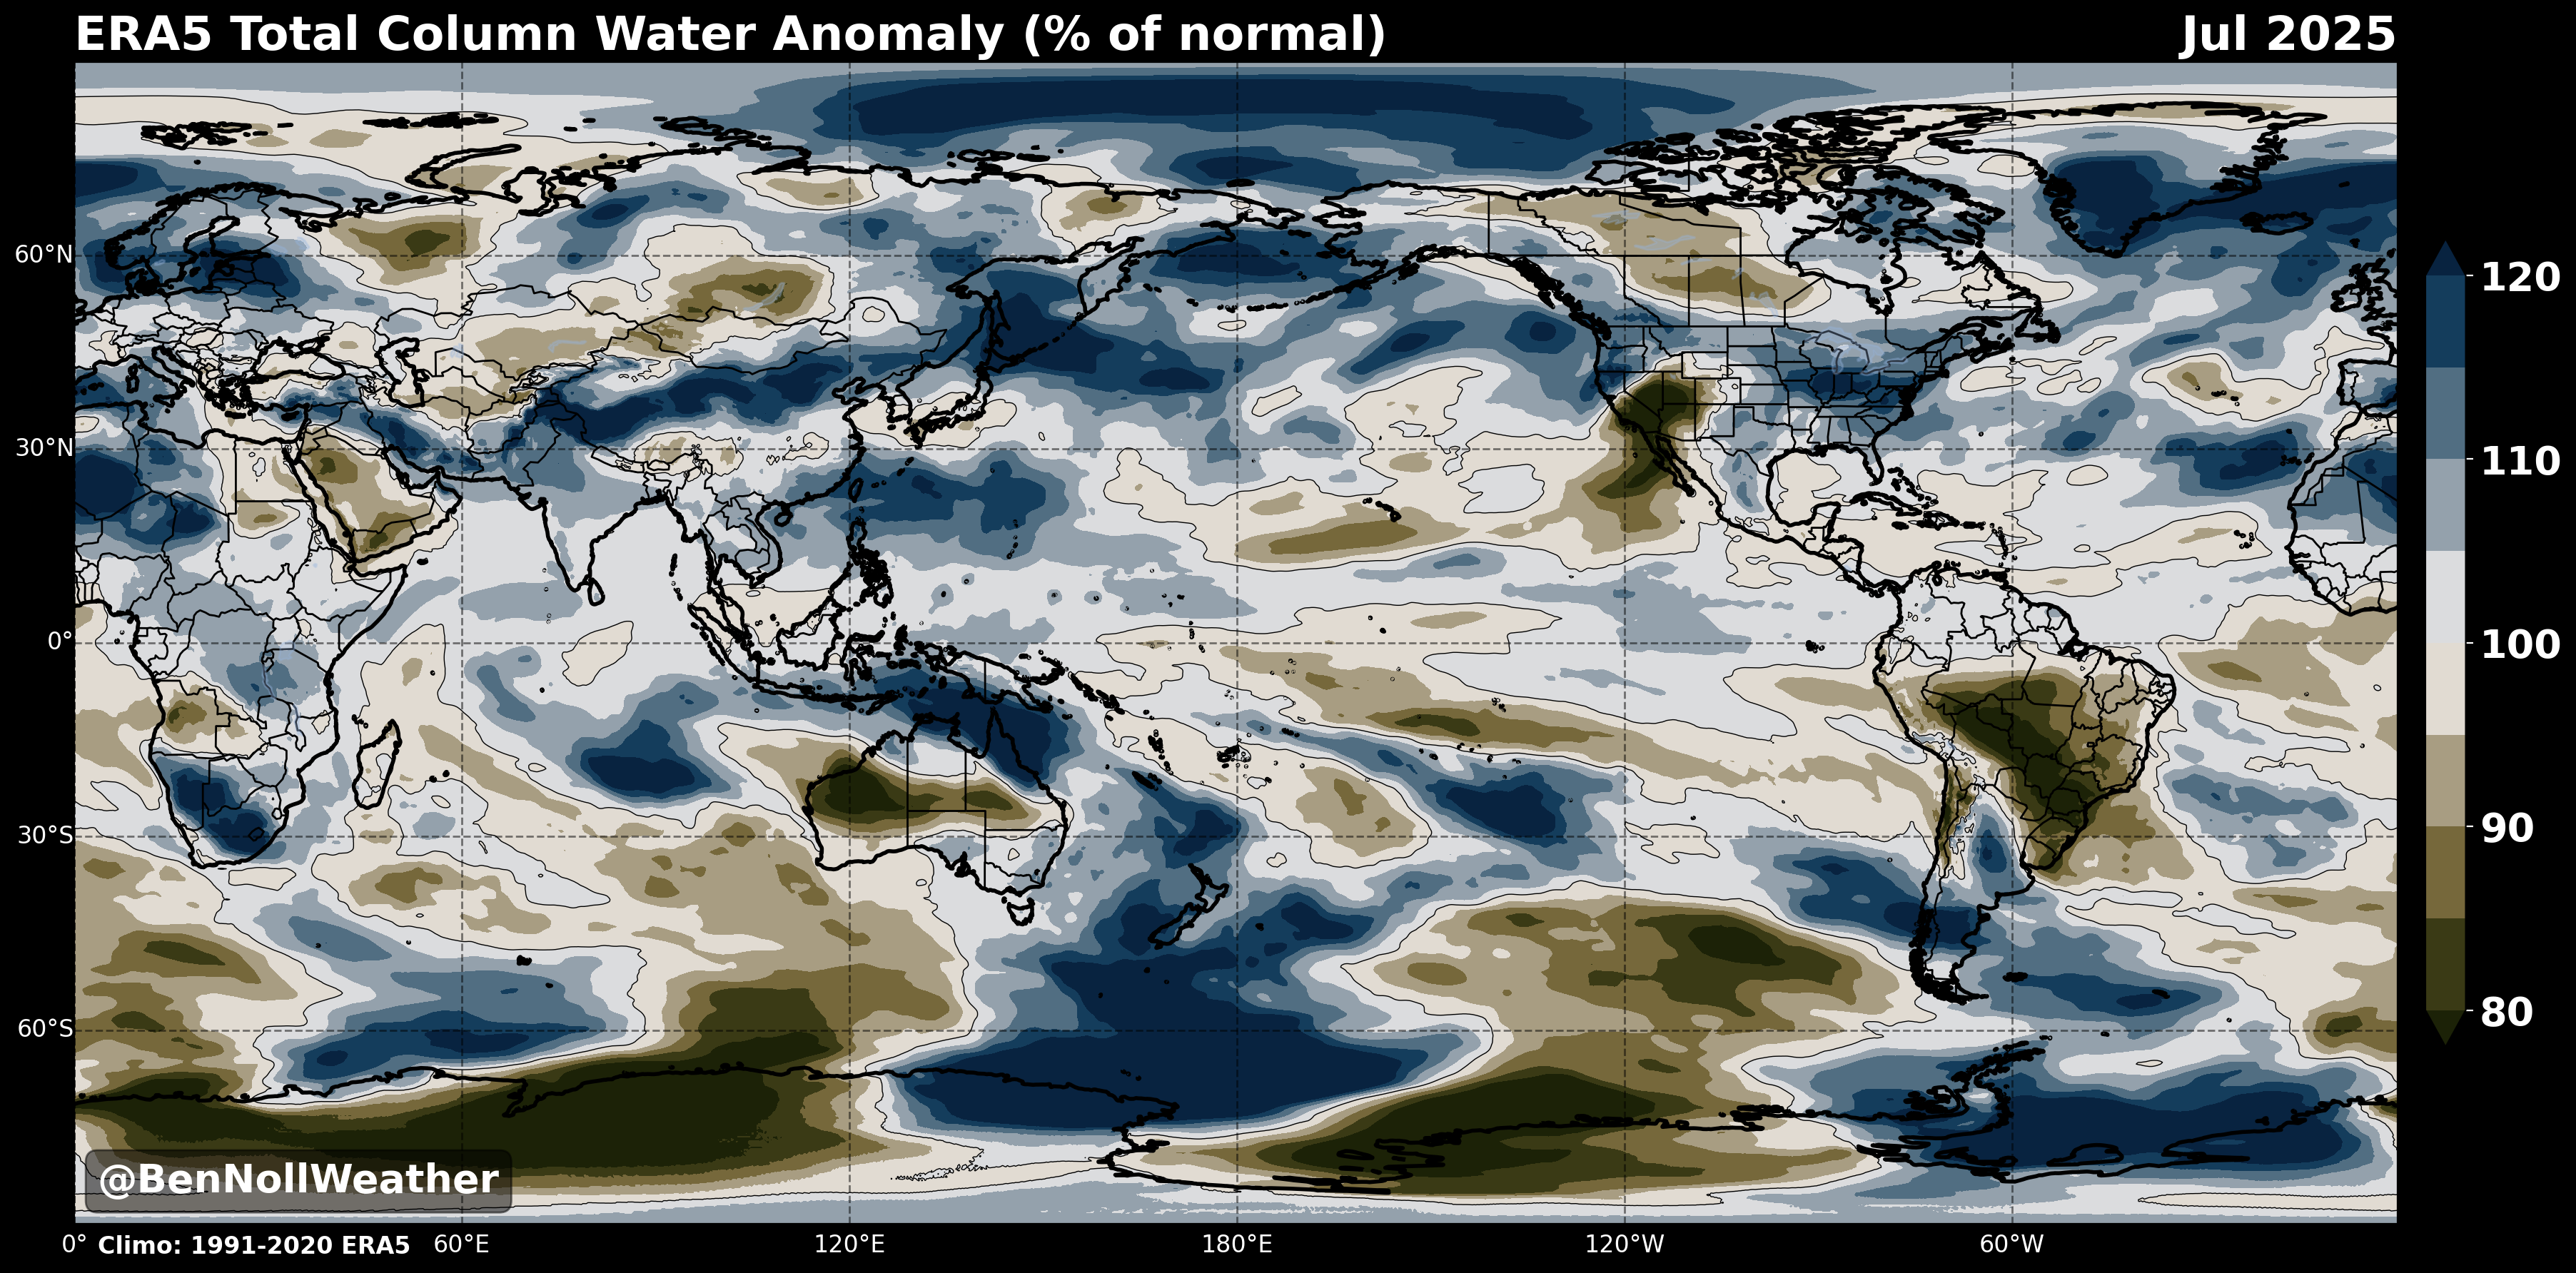 ERA5 Total Column Water Anomaly (% of normal) Jul 2025
60°N
30°N
0°
30°S
60°S
120
110
100
90
80
@BenNollWeather
0° 60°E 120°E 180°E 120°W 60°W
Climo: 1991-2020 ERA5